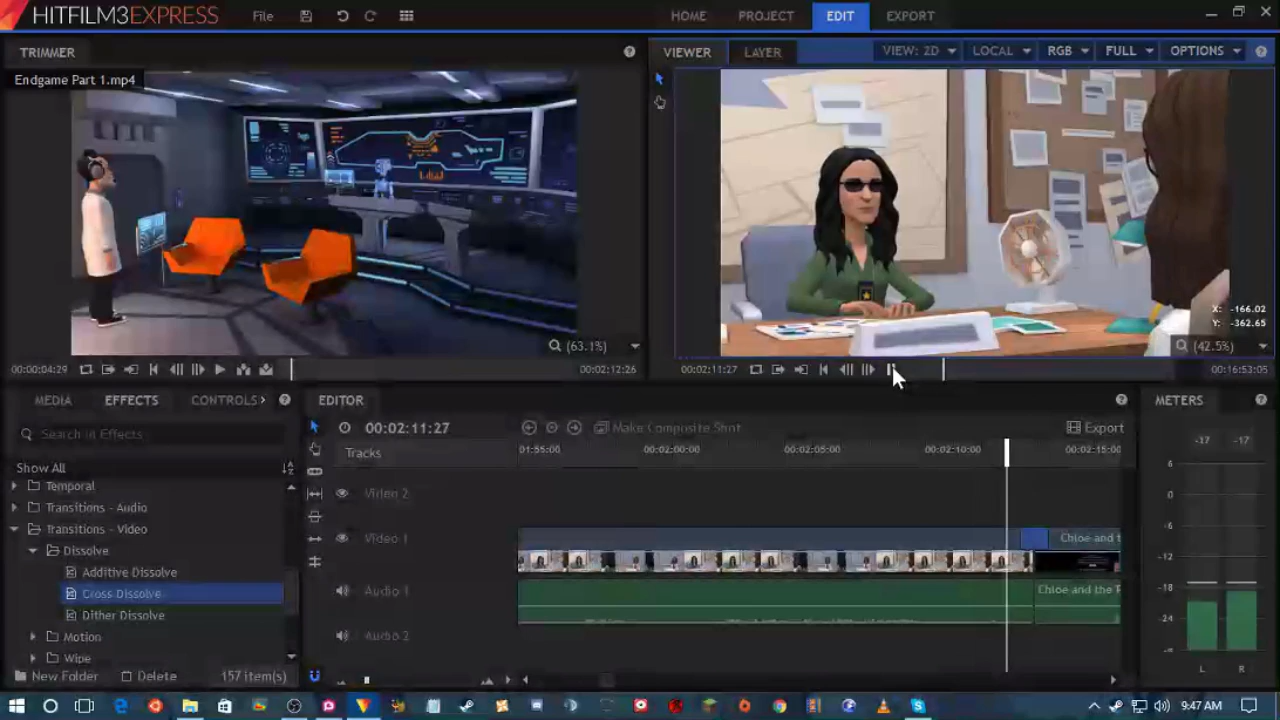 HITFILM3EXPRESS
File
HOME PROJECT EDIT EXPORT
TRIMMER
Endgame Part 1.mp4
VIEWER LAYER VIEW: 2D LOCAL RGB FULL OPTIONS
X: -166.02
Y: -362.65
(63.1%)
(42.5%)
00:00:04:29 00:02:12:26
00:02:11:27 00:16:53:05
MEDIA EFFECTS CONTROLS
Search in Effects
Show All
Temporal
Transitions - Audio
Transitions - Video
Dissolve
Additive Dissolve
Cross Dissolve
Dither Dissolve
Motion
Wipe
New Folder Delete 157 item(s)
EDITOR
00:02:11:27 Make Composite Shot Export
Tracks 01:55:00 00:02:00:00 00:02:05:00 00:02:10:00 00:02:15:00
Video 2
Video 1 Chloe and t
Audio 1 Chloe and the
Audio 2
METERS
-17 -17
6
0
-6
-12
-18
-24
L R
9:47 AM